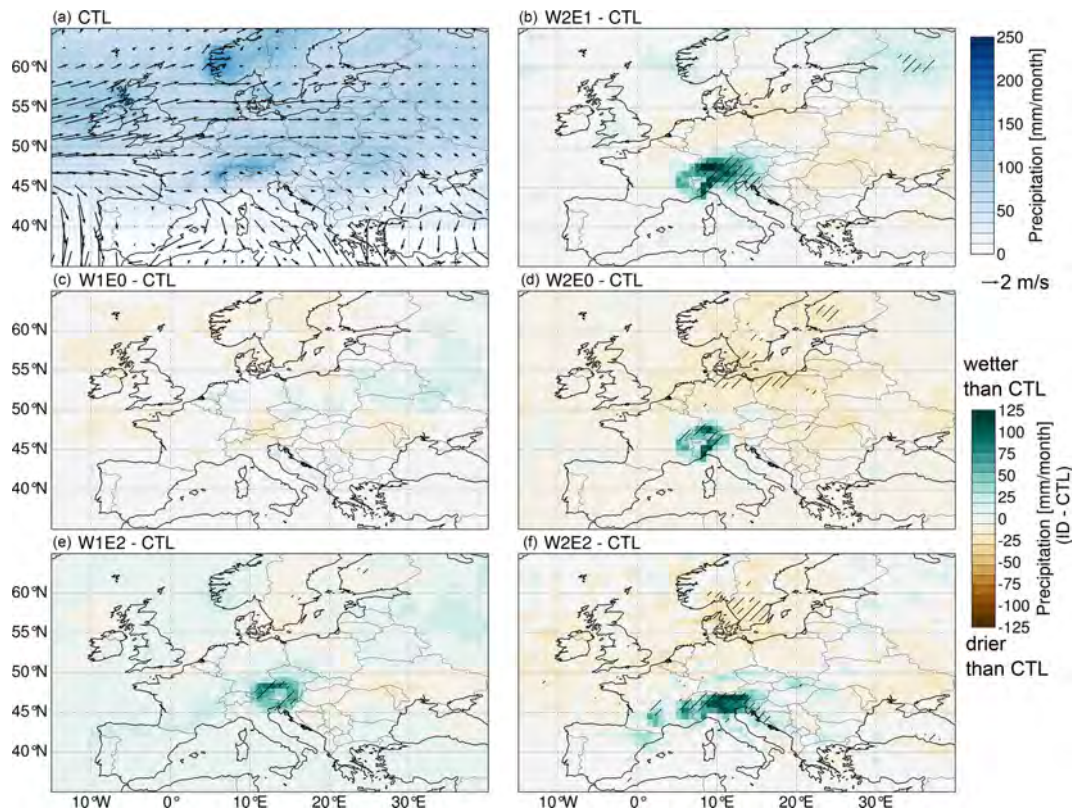 (a) CTL
(b) W2E1 - CTL
60°N
55°N
50°N
45°N
40°N
250
200
150
100
50
0
Precipitation [mm/month]
→2 m/s
(c) W1E0 - CTL
(d) W2E0 - CTL
60°N
55°N
50°N
45°N
40°N
wetter
than CTL
125
100
75
50
25
0
-25
-50
-75
-100
-125
Precipitation [mm/month]
(ID - CTL)
drier
than CTL
(e) W1E2 - CTL
(f) W2E2 - CTL
60°N
55°N
50°N
45°N
40°N
10°W 0° 10°E 20°E 30°E
10°W 0° 10°E 20°E 30°E